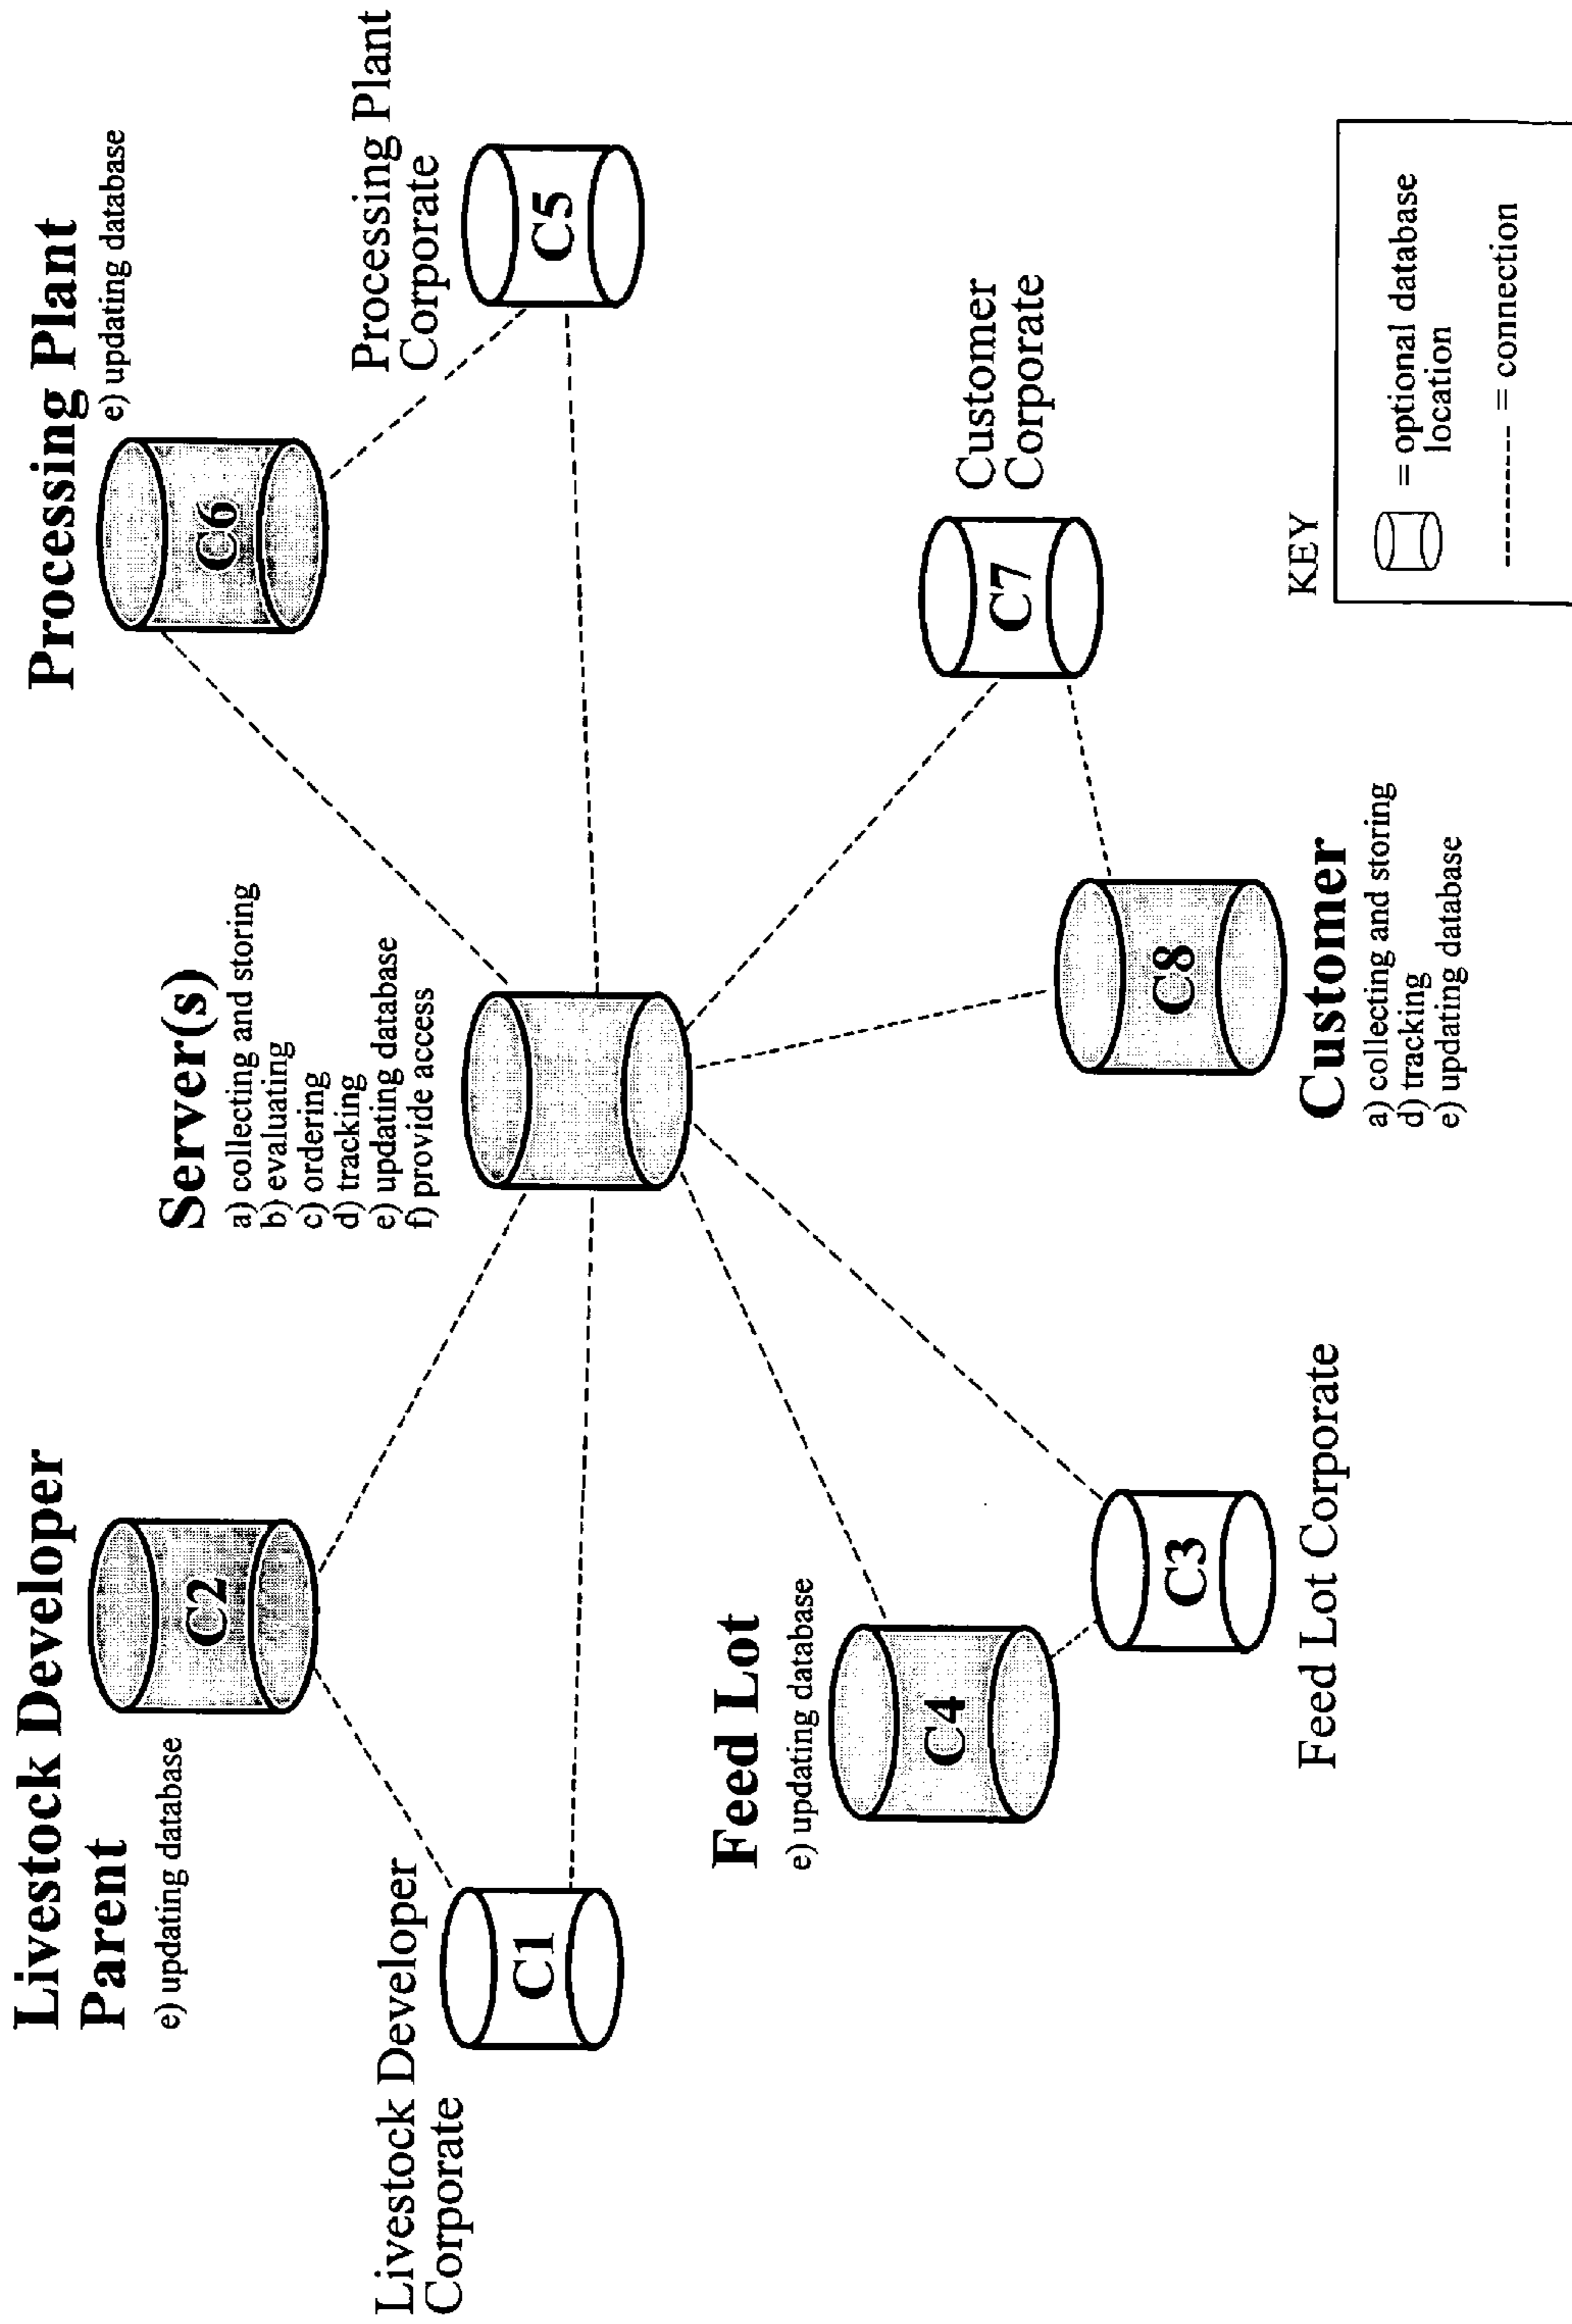 Livestock Developer
Parent
e) updating database
C2
Livestock Developer
Corporate
C1
Server(s)
a) collecting and storing
b) evaluating
c) ordering
d) tracking
e) updating database
f) provide access
Processing Plant
e) updating database
C6
Processing Plant
Corporate
C5
Feed Lot
e) updating database
C4
C3
Feed Lot Corporate
C8
Customer
a) collecting and storing
d) tracking
e) updating database
Customer
Corporate
C7
KEY
= optional database
location
= connection